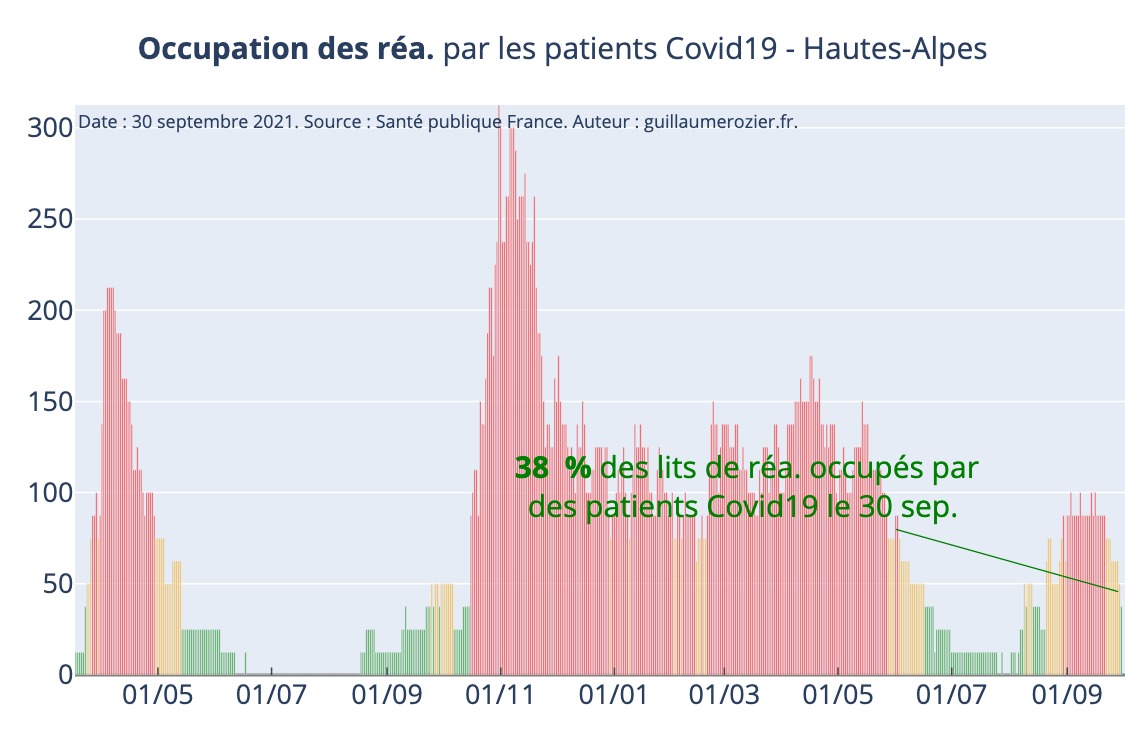 Occupation des réa. par les patients Covid19 - Hautes-Alpes
300
Date : 30 septembre 2021. Source : Santé publique France. Auteur : guillaumerozier.fr.
250
200
150
38 % des lits de réa. occupés par
des patients Covid19 le 30 sep.
100
50
0
01/05 01/07 01/09 01/11 01/01 01/03 01/05 01/07 01/09